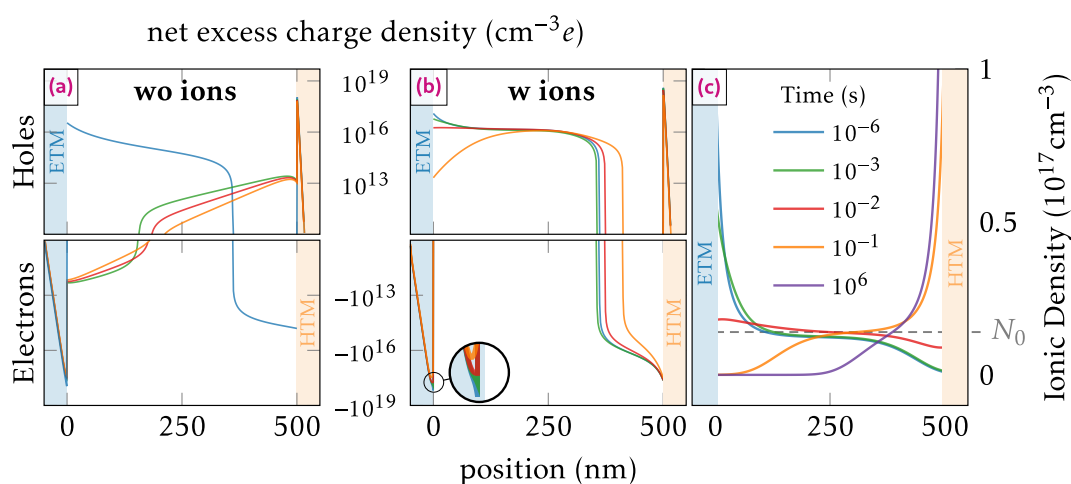 net excess charge density (cm⁻³e)
(a) wo ions
(b) w ions
(c)
Holes
Electrons
ETM
HTM
10¹⁹
10¹⁶
10¹³
−10¹³
−10¹⁶
−10¹⁹
ETM
HTM
Time (s)
10⁻⁶
10⁻³
10⁻²
10⁻¹
10⁶
ETM
HTM
1
0.5
N₀
0
Ionic Density (10¹⁷cm⁻³)
0 250 500
0 250 500
0 250 500
position (nm)